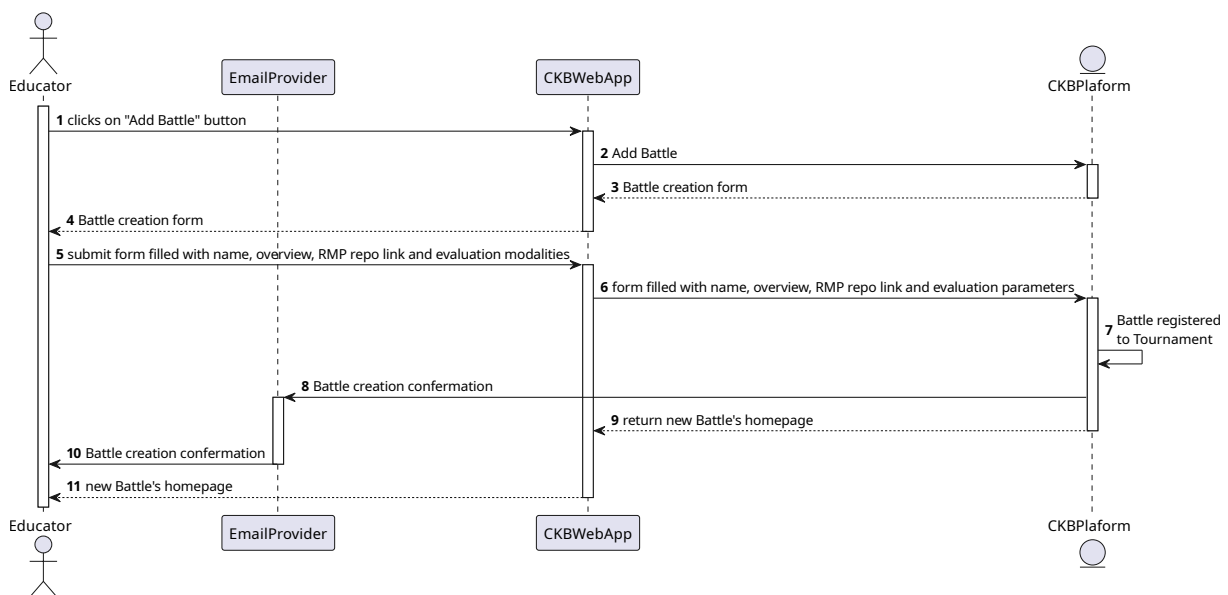 Educator
EmailProvider
CKBWebApp
CKBPlaform
1 clicks on "Add Battle" button
2 Add Battle
3 Battle creation form
4 Battle creation form
5 submit form filled with name, overview, RMP repo link and evaluation modalities
6 form filled with name, overview, RMP repo link and evaluation parameters
7 Battle registered
to Tournament
8 Battle creation confermation
9 return new Battle's homepage
10 Battle creation confermation
11 new Battle's homepage
Educator
EmailProvider
CKBWebApp
CKBPlaform